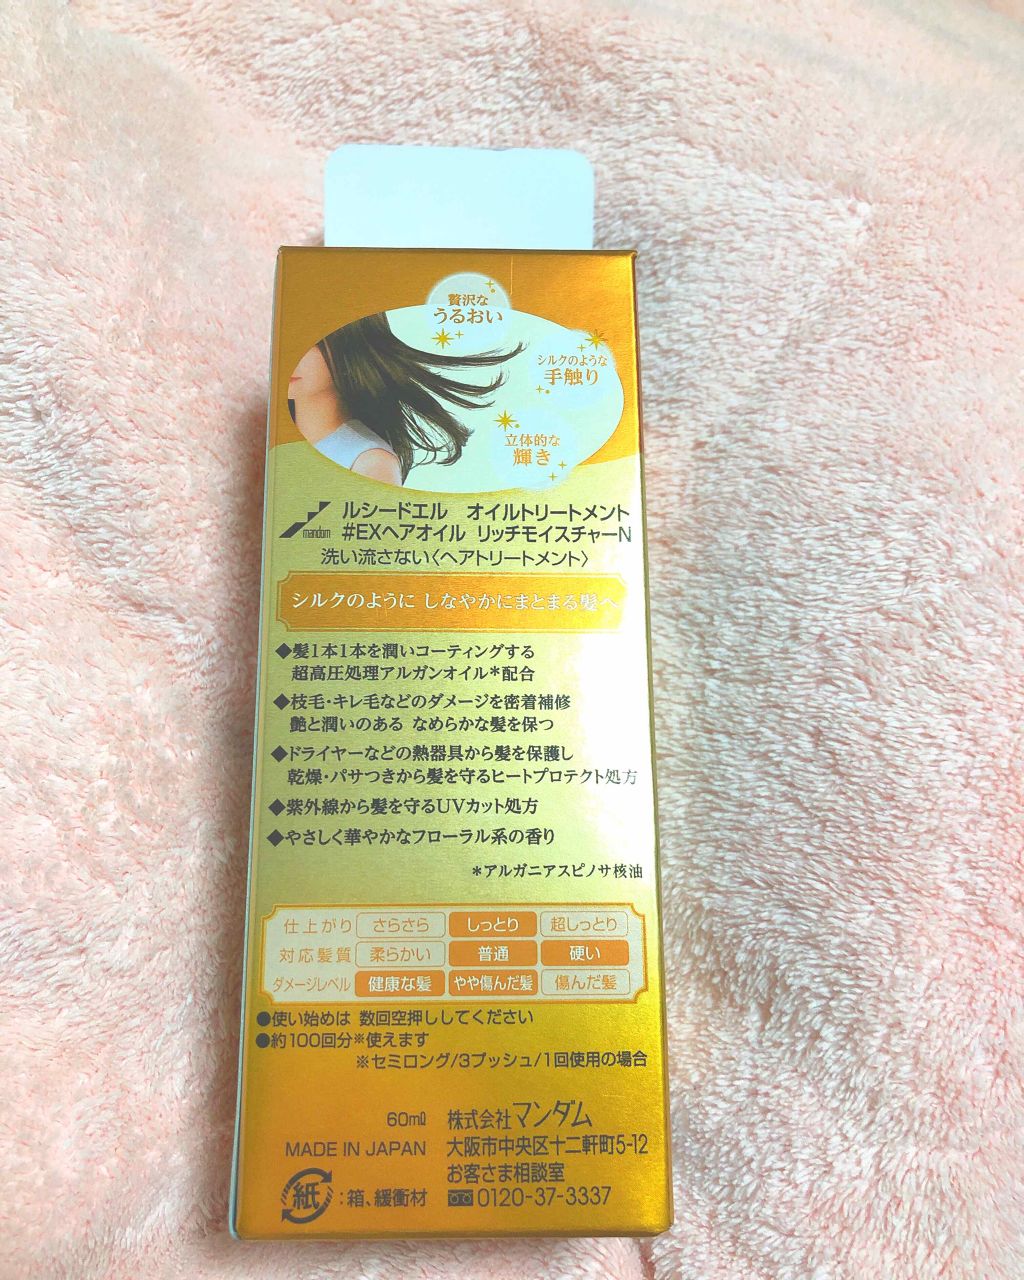 贅沢な
うるおい
シルクのような
手触り
立体的な
輝き
mandom
ルシードエル オイルトリートメント
#EXヘアオイル リッチモイスチャーN
洗い流さない〈ヘアトリートメント〉
シルクのように しなやかにまとまる髪へ
◆髪1本1本を潤いコーティングする
超高圧処理アルガンオイル*配合
◆枝毛・キレ毛などのダメージを密着補修
艶と潤いのある なめらかな髪を保つ
◆ドライヤーなどの熱器具から髪を保護し
乾燥・パサつきから髪を守るヒートプロテクト処方
◆紫外線から髪を守るUVカット処方
◆やさしく華やかなフローラル系の香り
*アルガニアスピノサ核油
仕上がり さらさら しっとり 超しっとり
対応髪質 柔らかい 普通 硬い
ダメージレベル 健康な髪 やや傷んだ髪 傷んだ髪
●使い始めは 数回空押ししてください
●約100回分※使えます
※セミロング/3プッシュ/1回使用の場合
60mℓ 株式会社マンダム
MADE IN JAPAN 大阪市中央区十二軒町5-12
お客さま相談室
紙:箱、緩衝材 0120-37-3337